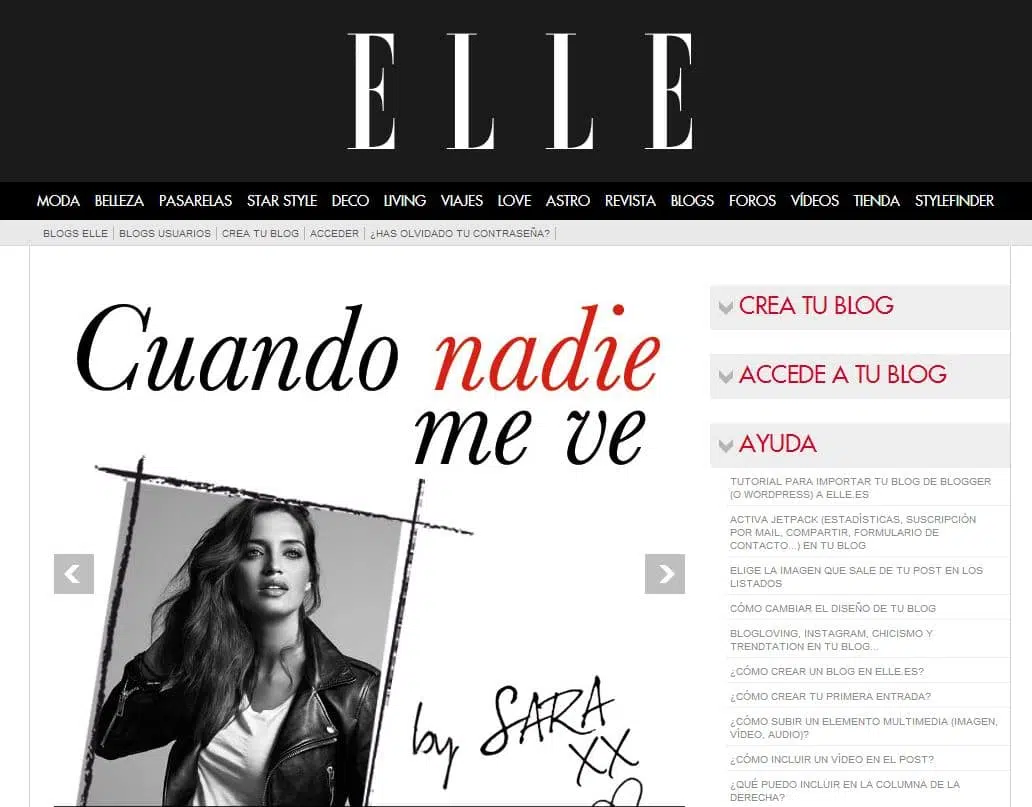 ELLE
MODA BELLEZA PASARELAS STAR STYLE DECO LIVING VIAJES LOVE ASTRO REVISTA BLOGS FOROS VÍDEOS TIENDA STYLEFINDER
BLOGS ELLE | BLOGS USUARIOS | CREA TU BLOG | ACCEDER | ¿HAS OLVIDADO TU CONTRASEÑA? |
Cuando nadie
me ve
by SARA
XX
CREA TU BLOG
ACCEDE A TU BLOG
AYUDA
TUTORIAL PARA IMPORTAR TU BLOG DE BLOGGER
(O WORDPRESS) A ELLE.ES
ACTIVA JETPACK (ESTADÍSTICAS, SUSCRIPCIÓN
POR MAIL, COMPARTIR, FORMULARIO DE
CONTACTO...) EN TU BLOG
ELIGE LA IMAGEN QUE SALE DE TU POST EN LOS
LISTADOS
CÓMO CAMBIAR EL DISEÑO DE TU BLOG
BLOGLOVING, INSTAGRAM, CHICISMO Y
TRENDTATION EN TU BLOG...
¿CÓMO CREAR UN BLOG EN ELLE.ES?
¿CÓMO CREAR TU PRIMERA ENTRADA?
¿CÓMO SUBIR UN ELEMENTO MULTIMEDIA (IMAGEN,
VÍDEO, AUDIO)?
¿CÓMO INCLUIR UN VÍDEO EN EL POST?
¿QUÉ PUEDO INCLUIR EN LA COLUMNA DE LA
DERECHA?